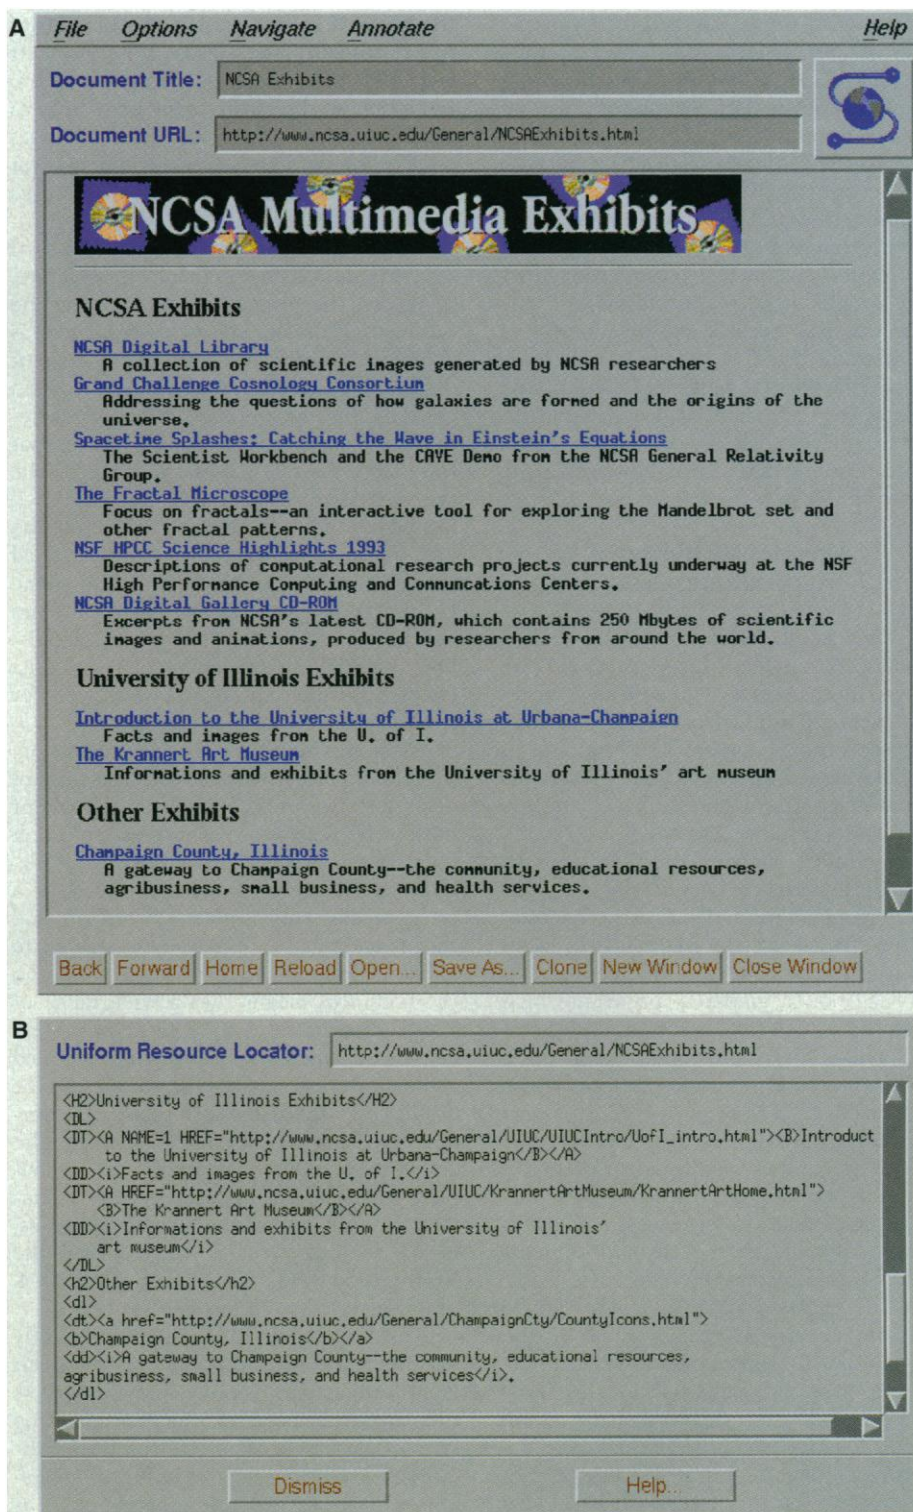 A
File Options Navigate Annotate Help
Document Title: NCSA Exhibits
Document URL: http://www.ncsa.uiuc.edu/General/NCSAExhibits.html
NCSA Multimedia Exhibits
NCSA Exhibits
NCSA Digital Library
A collection of scientific images generated by NCSA researchers
Grand Challenge Cosmology Consortium
Addressing the questions of how galaxies are formed and the origins of the
universe.
Spacetime Splashes: Catching the Wave in Einstein's Equations
The Scientist Workbench and the CAVE Demo from the NCSA General Relativity
Group.
The Fractal Microscope
Focus on fractals--an interactive tool for exploring the Mandelbrot set and
other fractal patterns.
NSF HPCC Science Highlights 1993
Descriptions of computational research projects currently underway at the NSF
High Performance Computing and Communcations Centers.
NCSA Digital Gallery CD-ROM
Excerpts from NCSA's latest CD-ROM, which contains 250 Mbytes of scientific
images and animations, produced by researchers from around the world.
University of Illinois Exhibits
Introduction to the University of Illinois at Urbana-Champaign
Facts and images from the U. of I.
The Krannert Art Museum
Informations and exhibits from the University of Illinois' art museum
Other Exhibits
Champaign County, Illinois
A gateway to Champaign County--the community, educational resources,
agribusiness, small business, and health services.
Back Forward Home Reload Open... Save As... Clone New Window Close Window
B
Uniform Resource Locator: http://www.ncsa.uiuc.edu/General/NCSAExhibits.html
<H2>University of Illinois Exhibits</H2>
<DL>
<DT><A NAME=1 HREF="http://www.ncsa.uiuc.edu/General/UIUC/UIUCIntro/UofI_intro.html"><B>Introduct
to the University of Illinois at Urbana-Champaign</B></A>
<DD><i>Facts and images from the U. of I.</i>
<DT><A HREF="http://www.ncsa.uiuc.edu/General/UIUC/KrannertArtMuseum/KrannertArtHome.html">
<B>The Krannert Art Museum</B></A>
<DD><i>Informations and exhibits from the University of Illinois'
art museum</i>
</DL>
<h2>Other Exhibits</h2>
<dl>
<dt><a href="http://www.ncsa.uiuc.edu/General/ChampaignCty/CountyIcons.html">
<b>Champaign County, Illinois</b></a>
<dd><i>A gateway to Champaign County--the community, educational resources,
agribusiness, small business, and health services</i>.
</dl>
Dismiss Help...